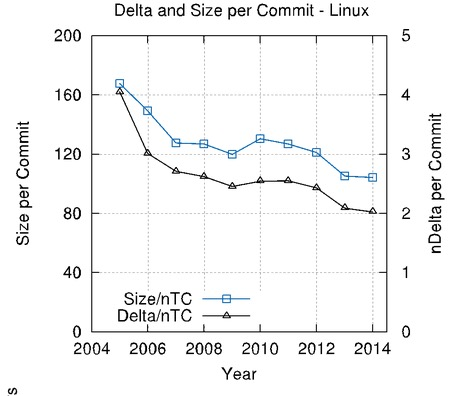 Delta and Size per Commit - Linux
200
160
120
80
40
0
Size per Commit
5
4
3
2
1
0
nDelta per Commit
Size/nTC
Delta/nTC
2004 2006 2008 2010 2012 2014
Year
s